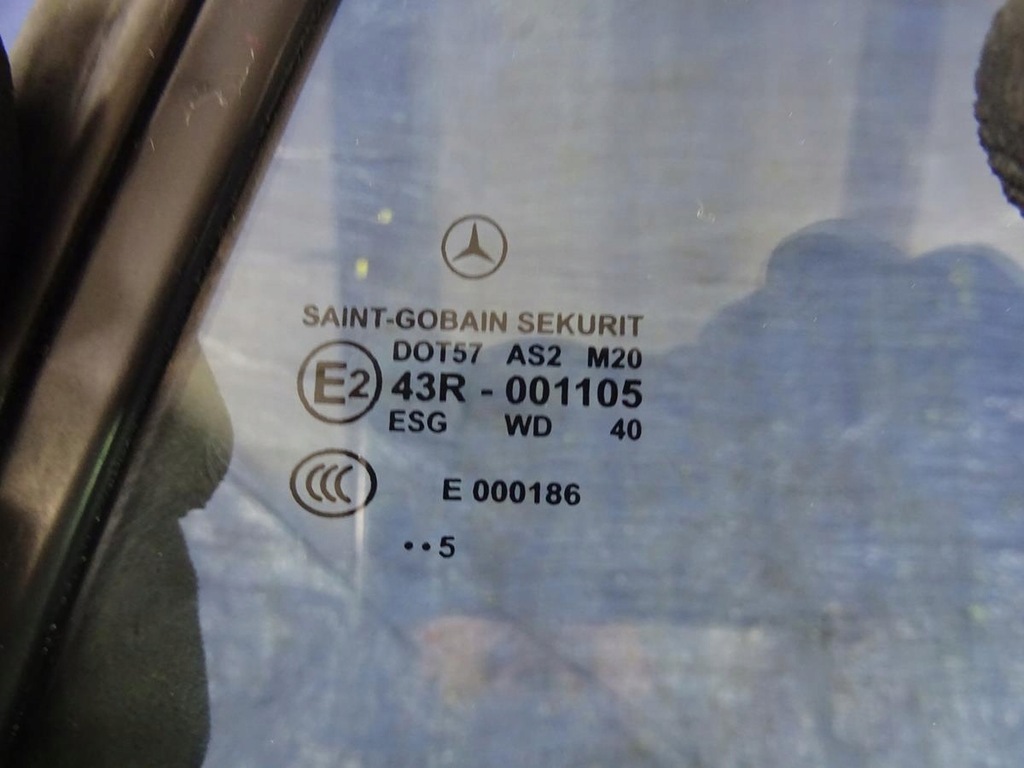 SAINT-GOBAIN SEKURIT
DOT57 AS2 M20
E2 43R - 001105
ESG WD 40
CCC E 000186
••5